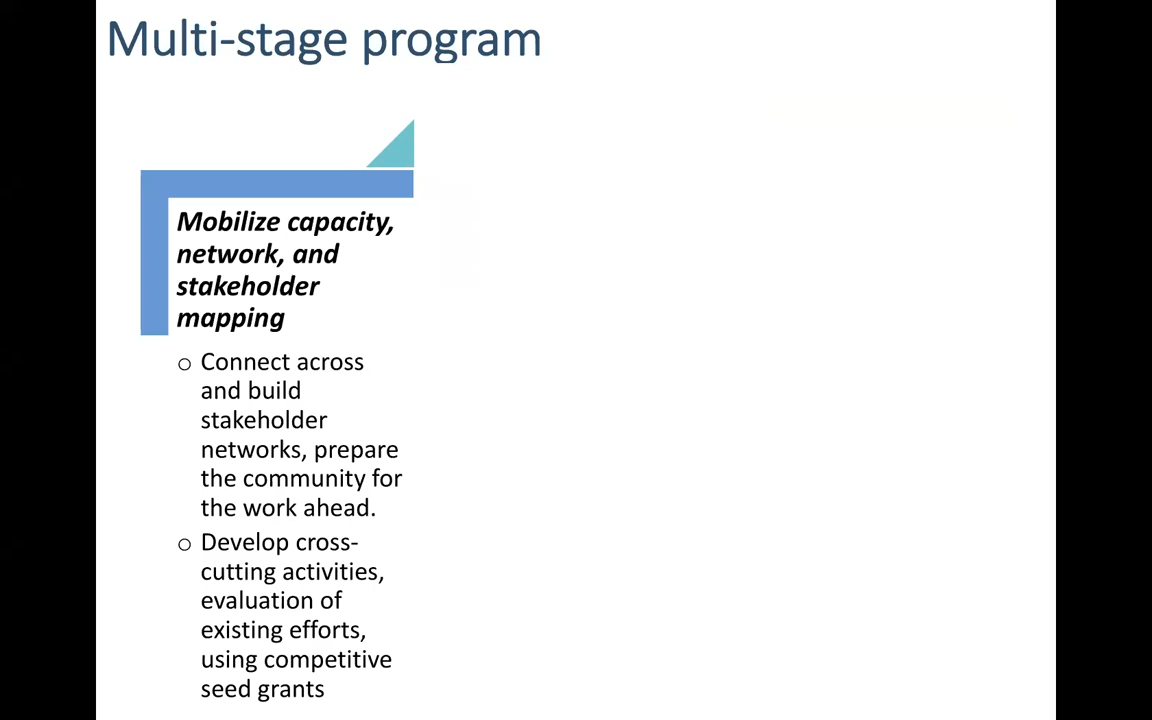 Multi-stage program
Mobilize capacity,
network, and
stakeholder
mapping
o Connect across
and build
stakeholder
networks, prepare
the community for
the work ahead.
o Develop cross-
cutting activities,
evaluation of
existing efforts,
using competitive
seed grants